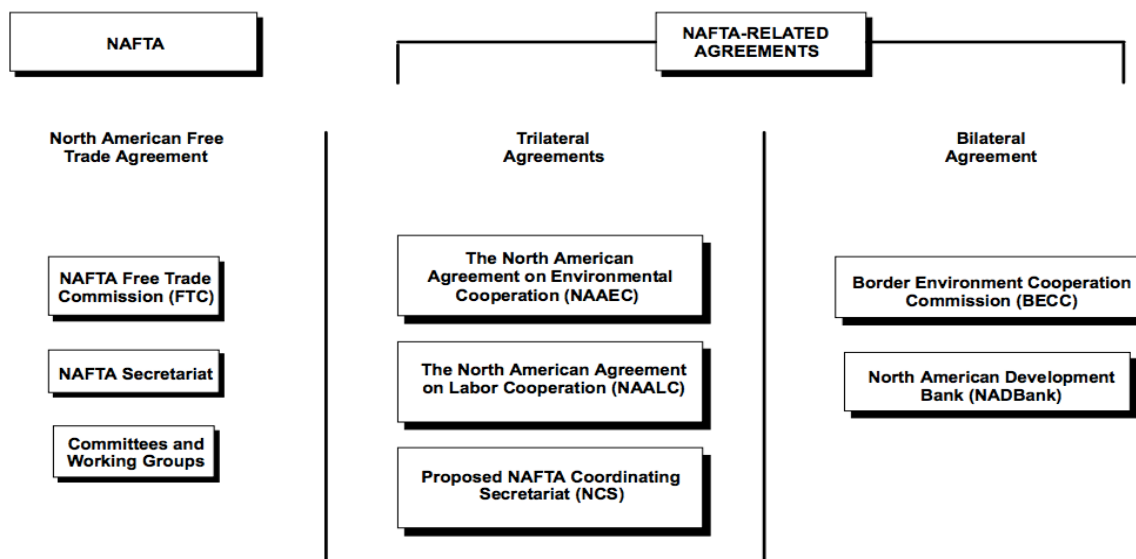 NAFTA
NAFTA-RELATED
AGREEMENTS
North American Free
Trade Agreement
Trilateral
Agreements
Bilateral
Agreement
NAFTA Free Trade
Commission (FTC)
NAFTA Secretariat
Committees and
Working Groups
The North American
Agreement on Environmental
Cooperation (NAAEC)
The North American Agreement
on Labor Cooperation (NAALC)
Proposed NAFTA Coordinating
Secretariat (NCS)
Border Environment Cooperation
Commission (BECC)
North American Development
Bank (NADBank)